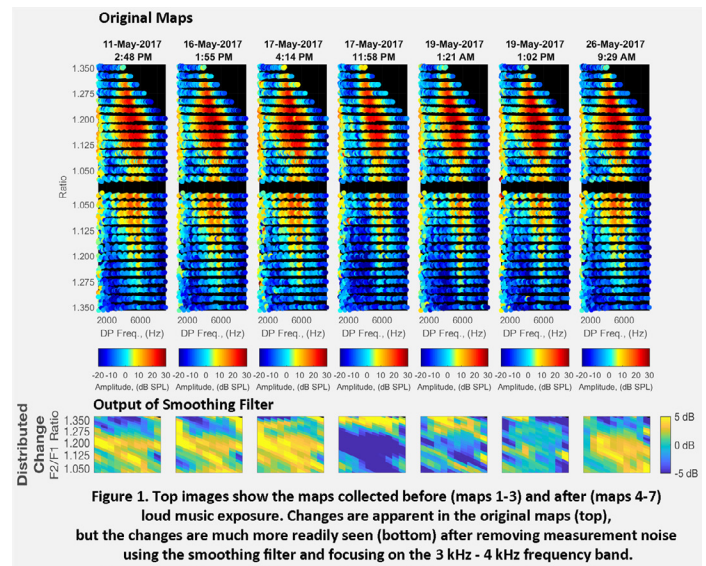 Original Maps
11-May-2017 16-May-2017 17-May-2017 17-May-2017 19-May-2017 19-May-2017 26-May-2017
2:48 PM 1:55 PM 4:14 PM 11:58 PM 1:21 AM 1:02 PM 9:29 AM
1.350
1.275
1.200
1.125
1.050
Ratio
1.050
1.125
1.200
1.275
1.350
2000 6000 2000 6000 2000 6000 2000 6000 2000 6000 2000 6000 2000 6000
DP Freq., (Hz) DP Freq., (Hz) DP Freq., (Hz) DP Freq., (Hz) DP Freq., (Hz) DP Freq., (Hz) DP Freq., (Hz)
-20 -10 0 10 20 30 -20 -10 0 10 20 30 -20 -10 0 10 20 30 -20 -10 0 10 20 30 -20 -10 0 10 20 30 -20 -10 0 10 20 30 -20 -10 0 10 20 30
Amplitude, (dB SPL) Amplitude, (dB SPL) Amplitude, (dB SPL) Amplitude, (dB SPL) Amplitude, (dB SPL) Amplitude, (dB SPL) Amplitude, (dB SPL)
Output of Smoothing Filter
Distributed
Change
F2/F1 Ratio
1.350
1.275
1.200
1.125
1.050
5 dB
0 dB
-5 dB
Figure 1. Top images show the maps collected before (maps 1-3) and after (maps 4-7)
loud music exposure. Changes are apparent in the original maps (top),
but the changes are much more readily seen (bottom) after removing measurement noise
using the smoothing filter and focusing on the 3 kHz - 4 kHz frequency band.